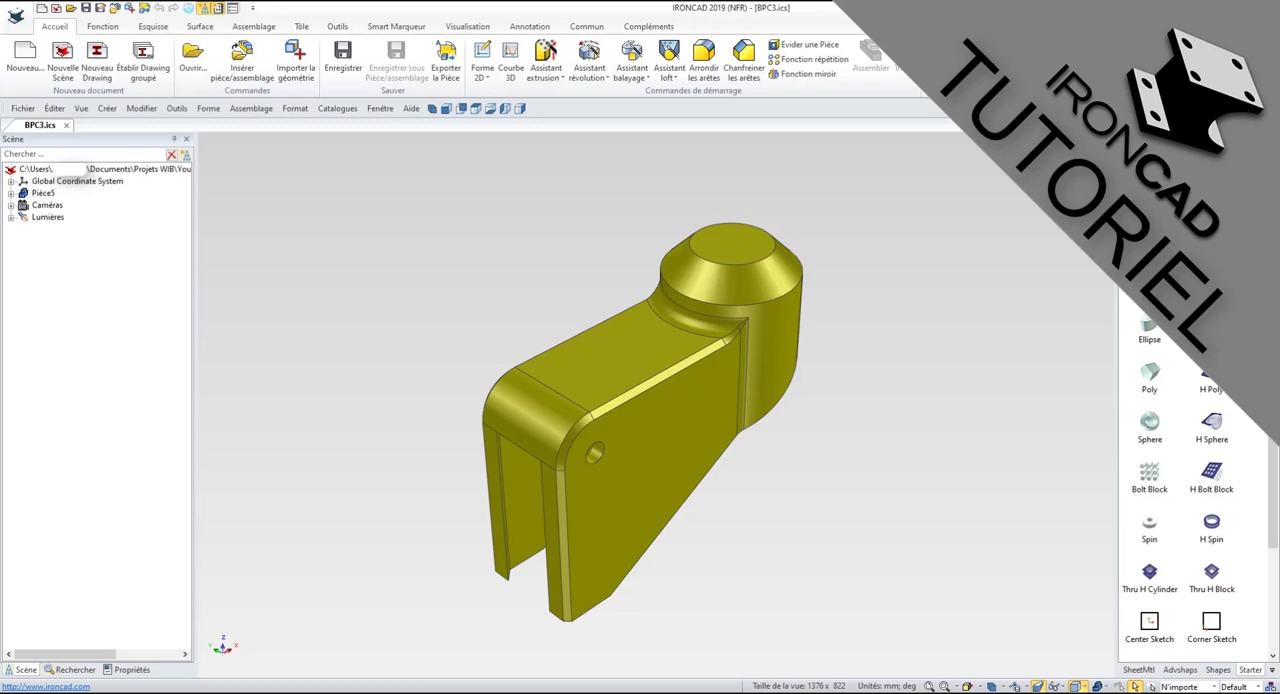 IRONCAD 2019 (NFR) - [BPC3.ics]
Accueil Fonction Esquisse Surface Assemblage Tôle Outils Smart Marqueur Visualisation Annotation Commun Compléments
Nouveau... Nouvelle Scène Nouveau Drawing Établir Drawing groupé
Nouveau document
Ouvrir... Insérer pièce/assemblage Importer la géométrie
Commandes
Enregistrer Enregistrer sous Pièce/assemblage Exporter la Pièce
Sauver
Forme 2D Courbe 3D Assistant extrusion Assistant révolution Assistant balayage Assistant loft Arrondir les arêtes Chanfreiner les arêtes
Evider une Pièce
Fonction répétition
Fonction miroir
Assembler
Commandes de démarrage
Fichier Éditer Vue Créer Modifier Outils Forme Assemblage Format Catalogues Fenêtre Aide
BPC3.ics
Scène
Chercher ...
C:\Users\, \Documents\Projets WIB\You
Global Coordinate System
Pièce5
Caméras
Lumières
IRONCAD
TUTORIEL
Ellipse
Poly H Poly
Sphere H Sphere
Bolt Block H Bolt Block
Spin H Spin
Thru H Cylinder Thru H Block
Center Sketch Corner Sketch
Z
Y X
Scène Rechercher Propriétés
SheetMtl Advshaps Shapes Starter
http://www.ironcad.com
Taille de la vue: 1376 x 822 Unités: mm; deg N'importe Default